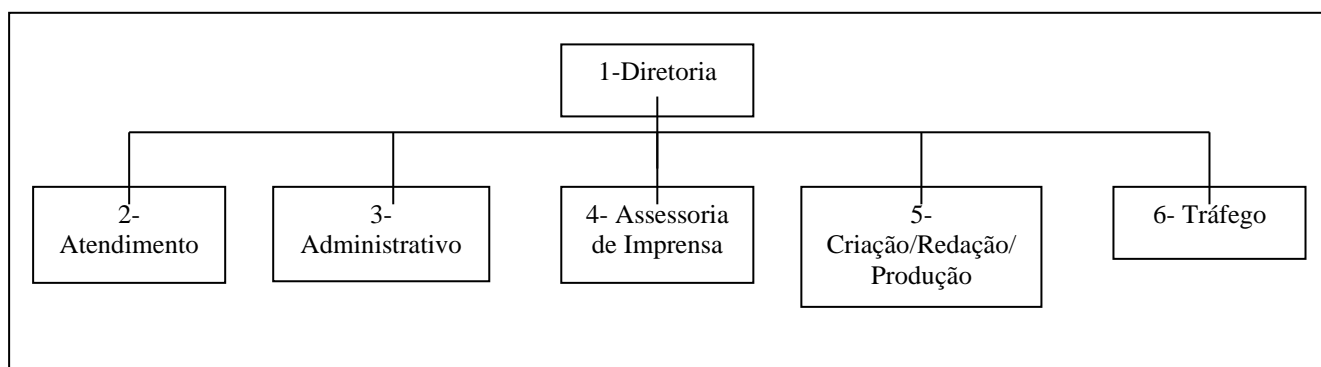 1-Diretoria
2-
Atendimento
3-
Administrativo
4- Assessoria
de Imprensa
5-
Criação/Redação/
Produção
6- Tráfego